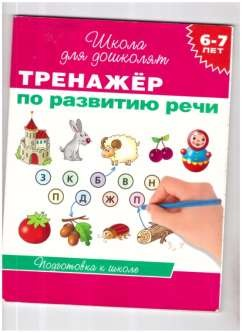 Школа для дошколят
6-7
ЛЕТ
ТРЕНАЖЁР
ПО РАЗВИТИЮ РЕЧИ
З К Б В Н
П Д Ж П
Подготовка к школе